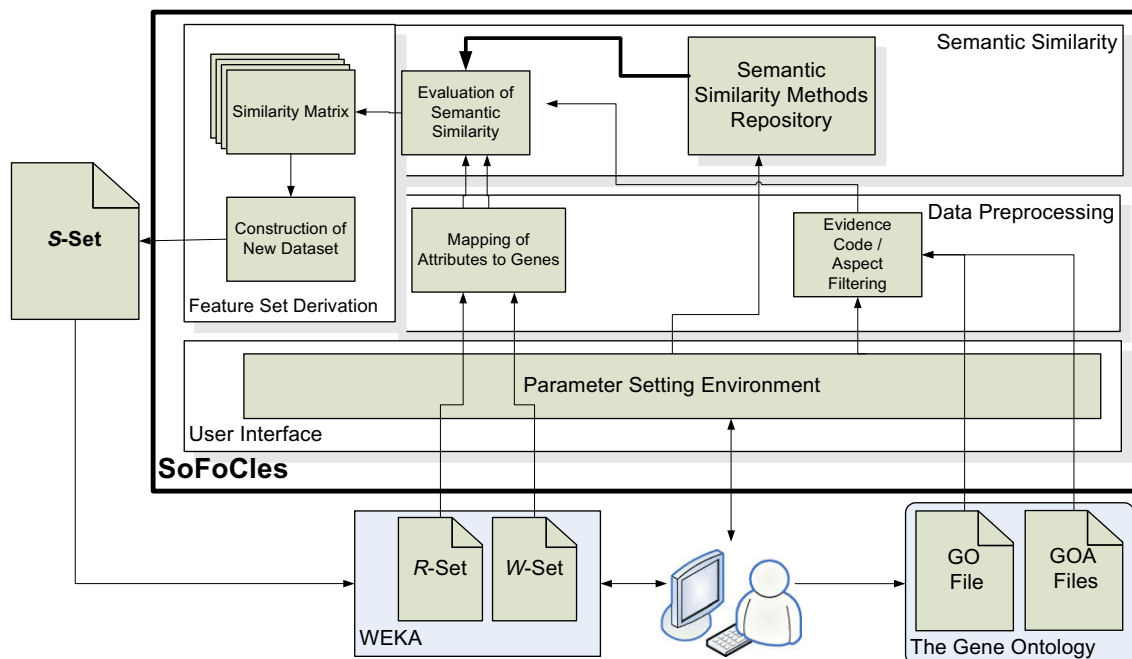 Semantic Similarity
Similarity Matrix
Evaluation of
Semantic
Similarity
Semantic
Similarity Methods
Repository
S-Set
Construction of
New Dataset
Feature Set Derivation
Data Preprocessing
Mapping of
Attributes to Genes
Evidence
Code /
Aspect
Filtering
Parameter Setting Environment
User Interface
SoFoCles
R-Set
W-Set
WEKA
GO
File
GOA
Files
The Gene Ontology